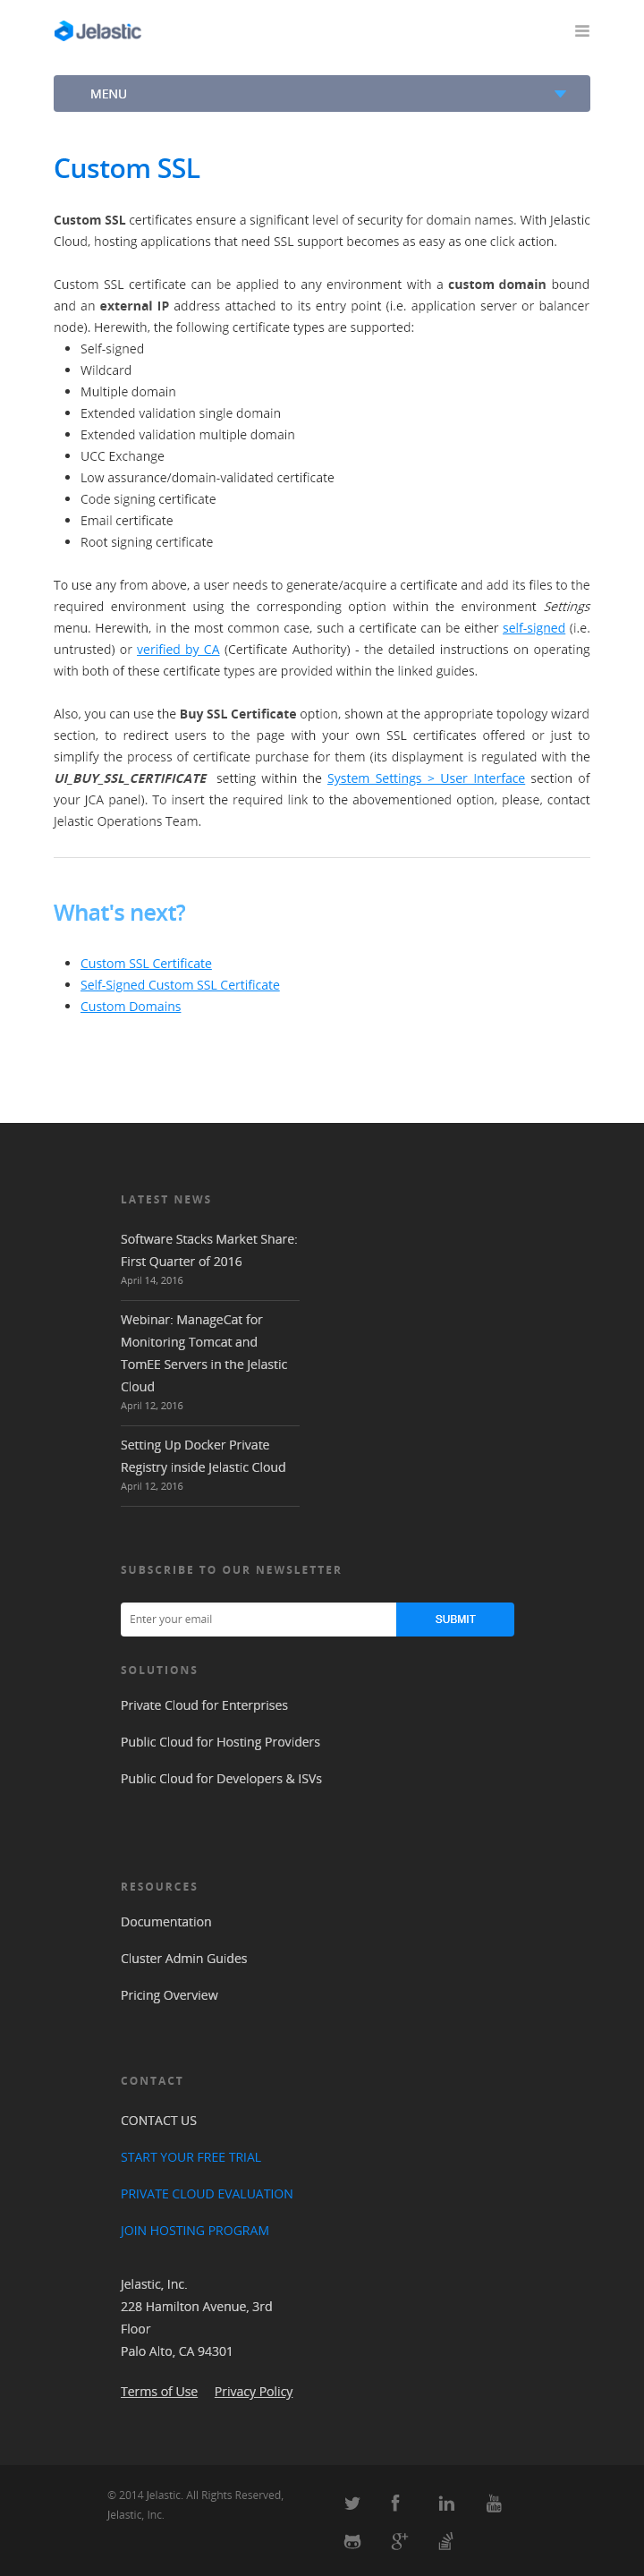 Jelastic
MENU
Custom SSL
Custom SSL certificates ensure a significant level of security for domain names. With Jelastic
Cloud, hosting applications that need SSL support becomes as easy as one click action.
Custom SSL certificate can be applied to any environment with a custom domain bound
and an external IP address attached to its entry point (i.e. application server or balancer
node). Herewith, the following certificate types are supported:
Self-signed
Wildcard
Multiple domain
Extended validation single domain
Extended validation multiple domain
UCC Exchange
Low assurance/domain-validated certificate
Code signing certificate
Email certificate
Root signing certificate
To use any from above, a user needs to generate/acquire a certificate and add its files to the
required environment using the corresponding option within the environment Settings
menu. Herewith, in the most common case, such a certificate can be either self-signed (i.e.
untrusted) or verified by CA (Certificate Authority) - the detailed instructions on operating
with both of these certificate types are provided within the linked guides.
Also, you can use the Buy SSL Certificate option, shown at the appropriate topology wizard
section, to redirect users to the page with your own SSL certificates offered or just to
simplify the process of certificate purchase for them (its displayment is regulated with the
UI_BUY_SSL_CERTIFICATE setting within the System Settings > User Interface section of
your JCA panel). To insert the required link to the abovementioned option, please, contact
Jelastic Operations Team.
What's next?
Custom SSL Certificate
Self-Signed Custom SSL Certificate
Custom Domains
LATEST NEWS
Software Stacks Market Share:
First Quarter of 2016
April 14, 2016
Webinar: ManageCat for
Monitoring Tomcat and
TomEE Servers in the Jelastic
Cloud
April 12, 2016
Setting Up Docker Private
Registry inside Jelastic Cloud
April 12, 2016
SUBSCRIBE TO OUR NEWSLETTER
Enter your email SUBMIT
SOLUTIONS
Private Cloud for Enterprises
Public Cloud for Hosting Providers
Public Cloud for Developers & ISVs
RESOURCES
Documentation
Cluster Admin Guides
Pricing Overview
CONTACT
CONTACT US
START YOUR FREE TRIAL
PRIVATE CLOUD EVALUATION
JOIN HOSTING PROGRAM
Jelastic, Inc.
228 Hamilton Avenue, 3rd
Floor
Palo Alto, CA 94301
Terms of Use Privacy Policy
© 2014 Jelastic. All Rights Reserved,
Jelastic, Inc.
You Tube